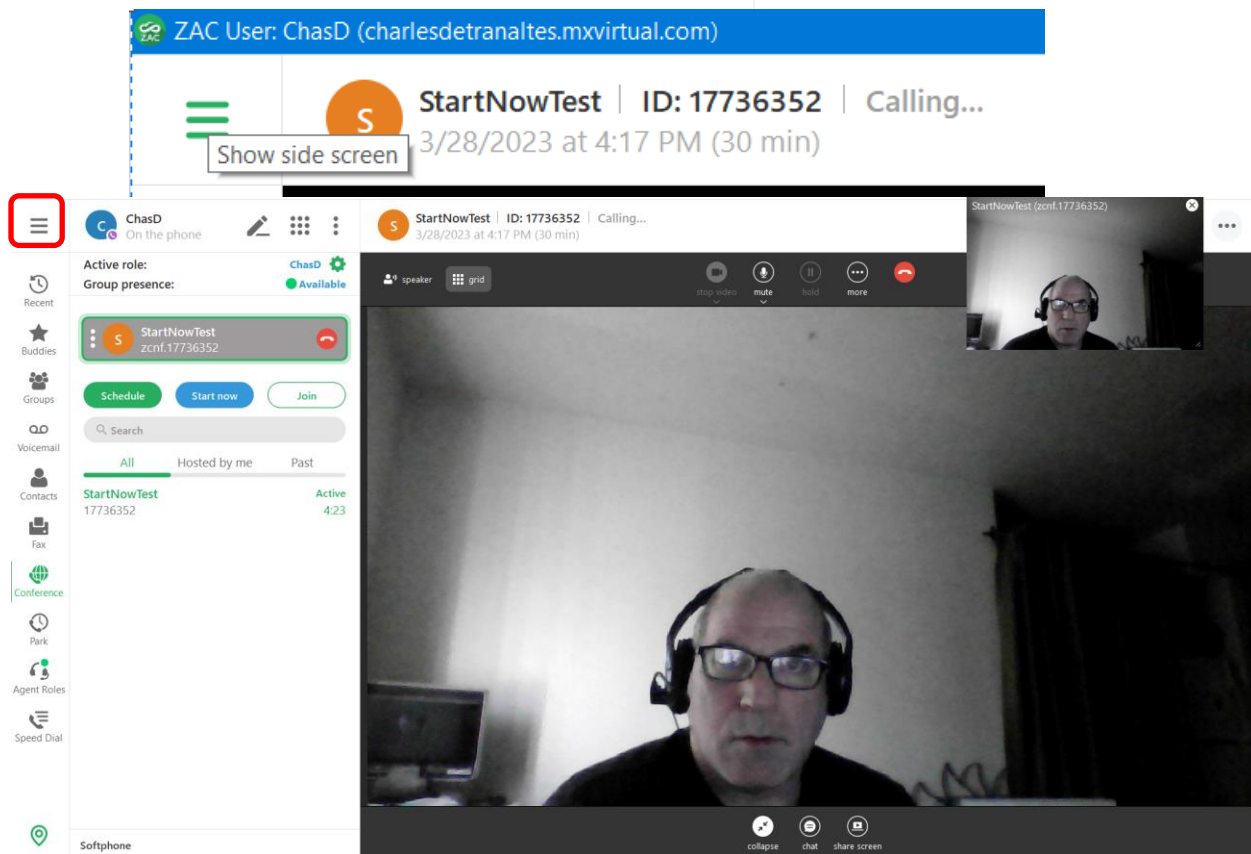 ZAC
ZAC User: ChasD (charlesdetranaltes.mxvirtual.com)
S
StartNowTest | ID: 17736352 | Calling...
3/28/2023 at 4:17 PM (30 min)
Show side screen
C
ChasD
On the phone
S
StartNowTest | ID: 17736352 | Calling...
3/28/2023 at 4:17 PM (30 min)
StartNowTest (zcnf.17736352)
Active role:
ChasD
Group presence:
Available
speaker
grid
stop video
mute
hold
more
Recent
Buddies
Groups
Voicemail
Contacts
Fax
Conference
Park
Agent Roles
Speed Dial
S
StartNowTest
zcnf.17736352
Schedule
Start now
Join
Search
All
Hosted by me
Past
StartNowTest
Active
17736352
4:23
Softphone
collapse
chat
share screen